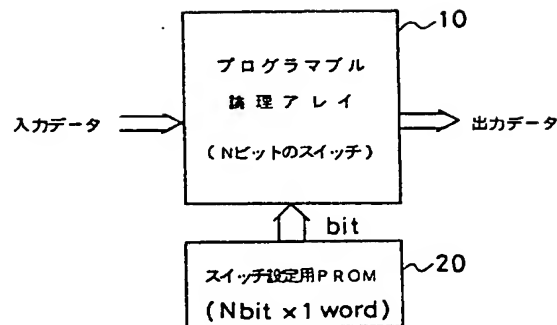 10
プログラマブル
論理アレイ
入力データ
出力データ
(Nビットのスイッチ)
bit
スイッチ設定用PROM
20
(Nbit x 1 word)